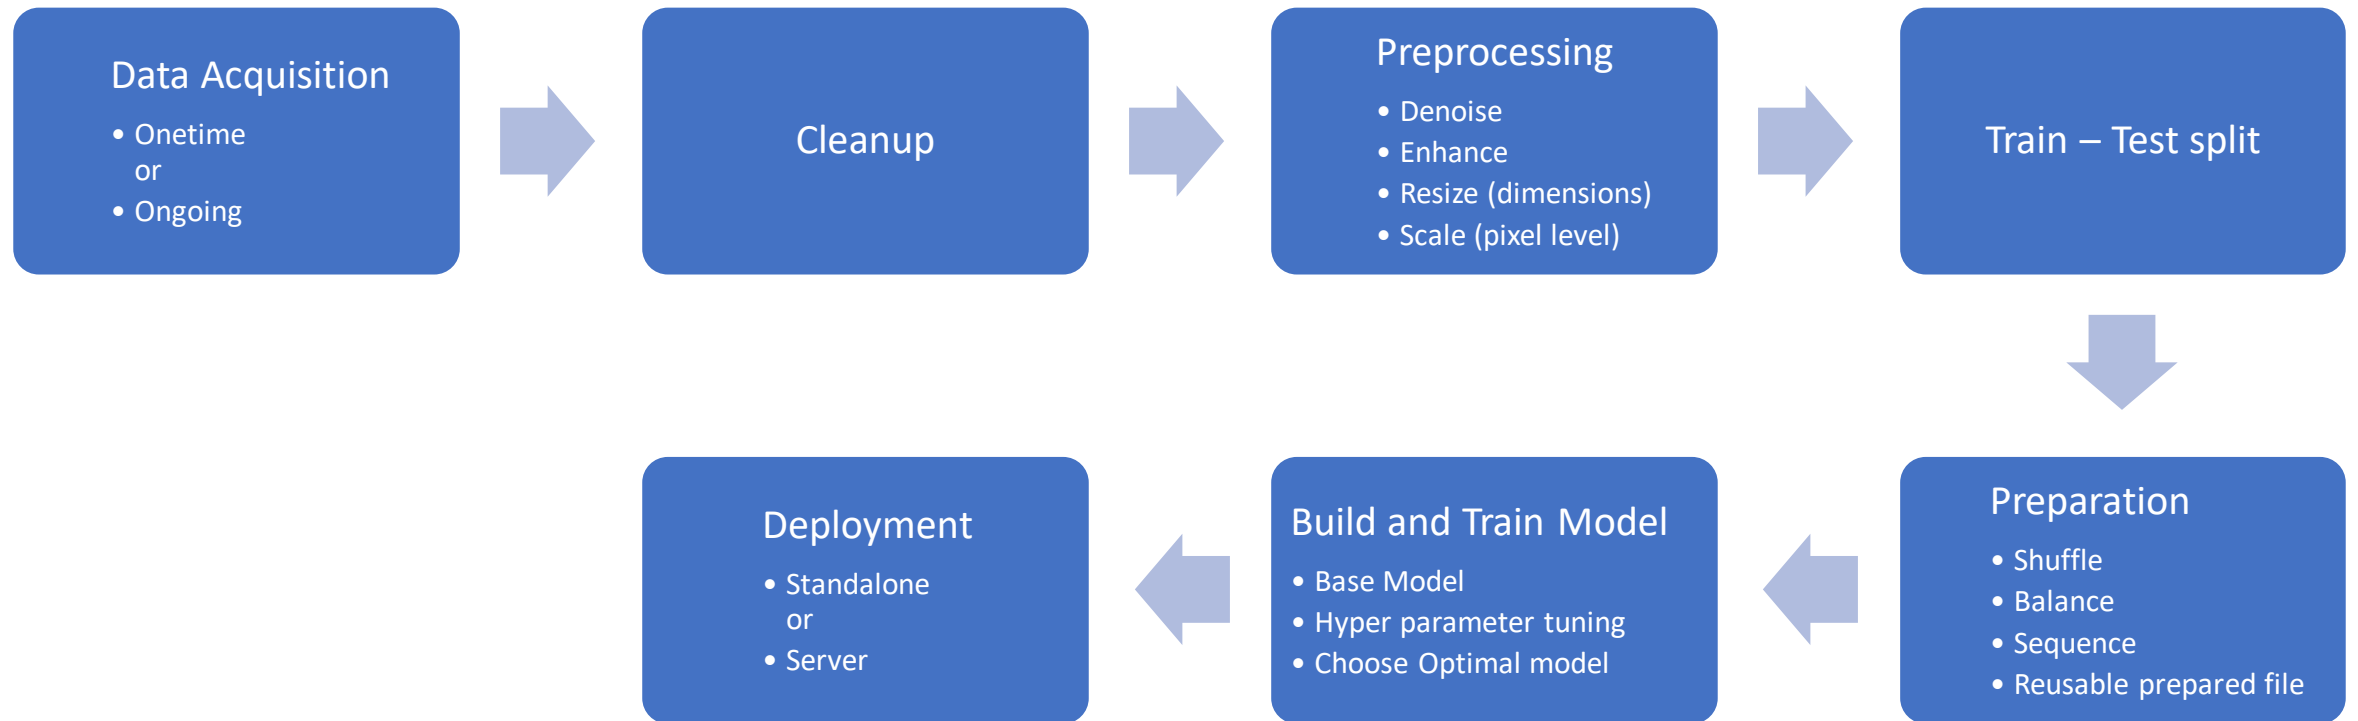 Data Acquisition
• Onetime
or
• Ongoing
Cleanup
Preprocessing
• Denoise
• Enhance
• Resize (dimensions)
• Scale (pixel level)
Train – Test split
Preparation
• Shuffle
• Balance
• Sequence
• Reusable prepared file
Build and Train Model
• Base Model
• Hyper parameter tuning
• Choose Optimal model
Deployment
• Standalone
or
• Server